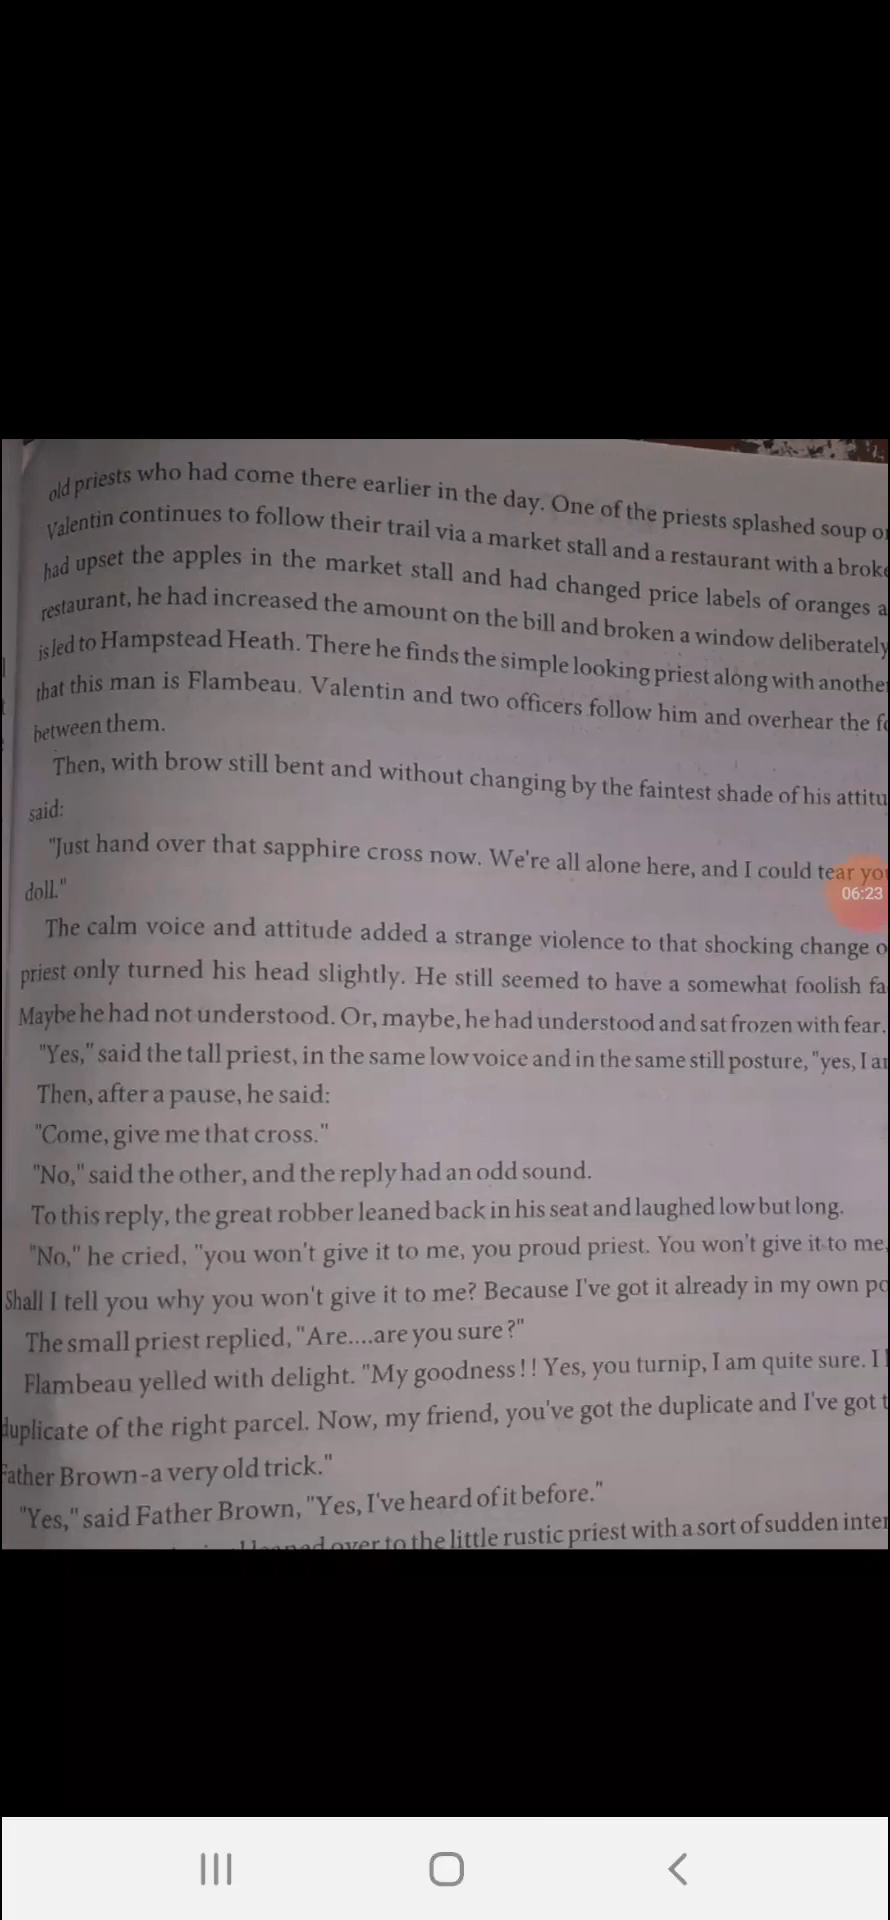 old priests who had come there earlier in the day. One of the priests splashed soup
Valentin continues to follow their trail via a market stall and a restaurant with a
had upset the apples in the market stall and had changed price labels of oranges
restaurant, he had increased the amount on the bill and broken a window deliberately
is led to Hampstead Heath. There he finds the simple looking priest along with
that this man is Flambeau. Valentin and two officers follow him and overhear the
between them.
Then, with brow still bent and without changing by the faintest shade of his
said:
"Just hand over that sapphire cross now. We're all alone here, and I could tear
doll."
06:23
The calm voice and attitude added a strange violence to that shocking change
priest only turned his head slightly. He still seemed to have a somewhat foolish
Maybe he had not understood. Or, maybe, he had understood and sat frozen with fear.
"Yes," said the tall priest, in the same low voice and in the same still posture, "yes, I
Then, after a pause, he said:
"Come, give me that cross."
"No," said the other, and the reply had an odd sound.
To this reply, the great robber leaned back in his seat and laughed low but long.
"No," he cried, "you won't give it to me, you proud priest. You won't give it to me,
Shall I tell you why you won't give it to me? Because I've got it already in my own
The small priest replied, "Are....are you sure?"
Flambeau yelled with delight. "My goodness!! Yes, you turnip, I am quite sure. I
duplicate of the right parcel. Now, my friend, you've got the duplicate and I've got
Father Brown-a very old trick."
"Yes," said Father Brown, "Yes, I've heard of it before."
over to the little rustic priest with a sort of sudden